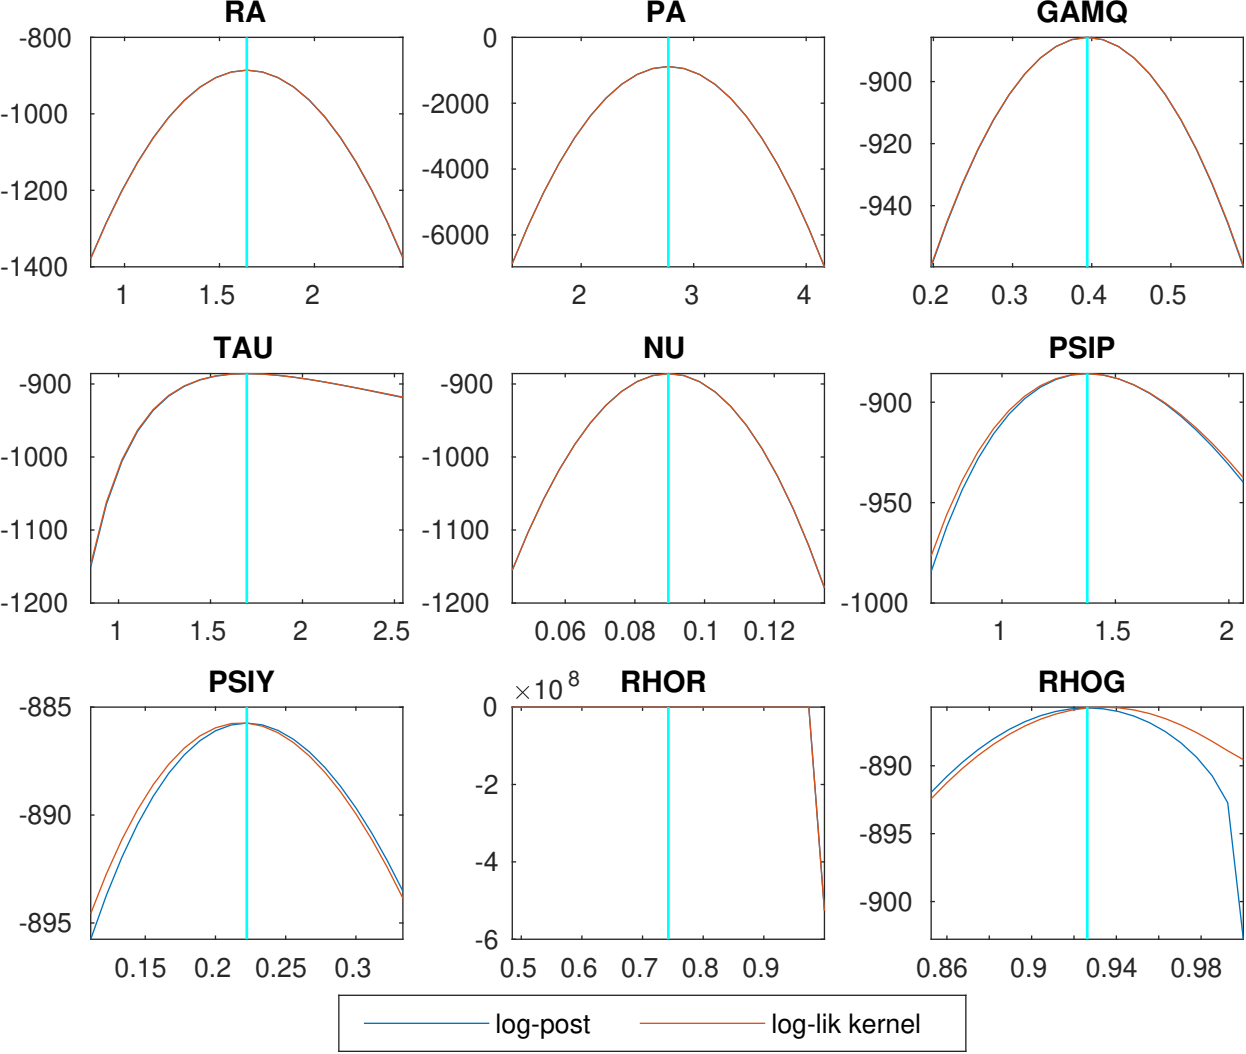 RA PA GAMQ
-800 0
-1000 -2000 -900
-1200 -4000 -920
-1400 -6000 -940
1 1.5 2 2 3 4 0.2 0.3 0.4 0.5
TAU NU PSIP
-900 -900 -900
-1000 -1000 -950
-1100 -1100
-1200 -1200 -1000
1 1.5 2 2.5 0.06 0.08 0.1 0.12 1 1.5 2
PSIY ×10 8 RHOR RHOG
-885 0
-890 -2 -890
-4 -895
-895 -6 -900
0.15 0.2 0.25 0.3 0.5 0.6 0.7 0.8 0.9 0.86 0.9 0.94 0.98
log-post log-lik kernel